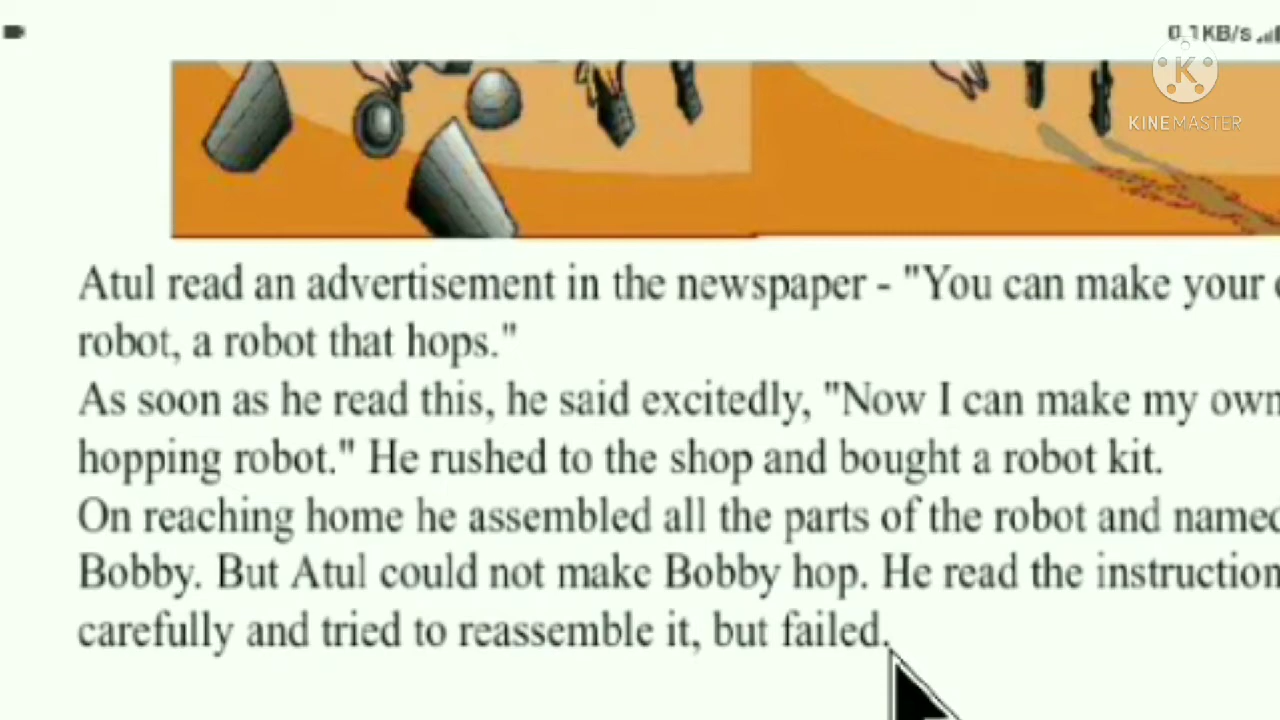 0.1KB/s
K
KINEMASTER
Atul read an advertisement in the newspaper - "You can make your
robot, a robot that hops."
As soon as he read this, he said excitedly, "Now I can make my own
hopping robot." He rushed to the shop and bought a robot kit.
On reaching home he assembled all the parts of the robot and named
Bobby. But Atul could not make Bobby hop. He read the instruction
carefully and tried to reassemble it, but failed.